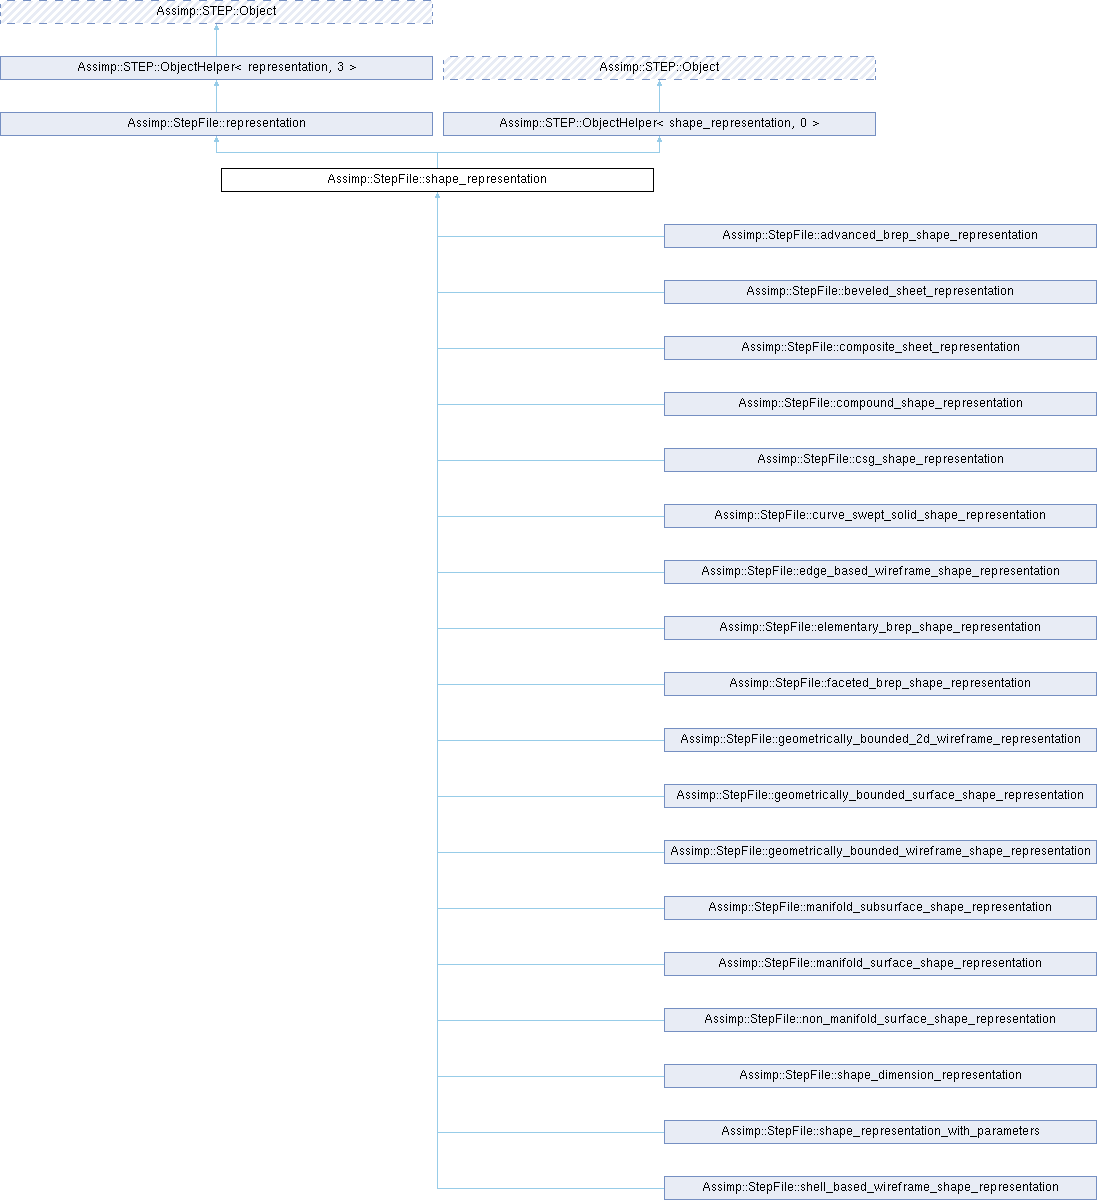 Assimp::STEP::Object
Assimp::STEP::ObjectHelper< representation, 3 >
Assimp::STEP::Object
Assimp::StepFile::representation
Assimp::STEP::ObjectHelper< shape_representation, 0 >
Assimp::StepFile::shape_representation
Assimp::StepFile::advanced_brep_shape_representation
Assimp::StepFile::beveled_sheet_representation
Assimp::StepFile::composite_sheet_representation
Assimp::StepFile::compound_shape_representation
Assimp::StepFile::csg_shape_representation
Assimp::StepFile::curve_swept_solid_shape_representation
Assimp::StepFile::edge_based_wireframe_shape_representation
Assimp::StepFile::elementary_brep_shape_representation
Assimp::StepFile::faceted_brep_shape_representation
Assimp::StepFile::geometrically_bounded_2d_wireframe_representation
Assimp::StepFile::geometrically_bounded_surface_shape_representation
Assimp::StepFile::geometrically_bounded_wireframe_shape_representation
Assimp::StepFile::manifold_subsurface_shape_representation
Assimp::StepFile::manifold_surface_shape_representation
Assimp::StepFile::non_manifold_surface_shape_representation
Assimp::StepFile::shape_dimension_representation
Assimp::StepFile::shape_representation_with_parameters
Assimp::StepFile::shell_based_wireframe_shape_representation